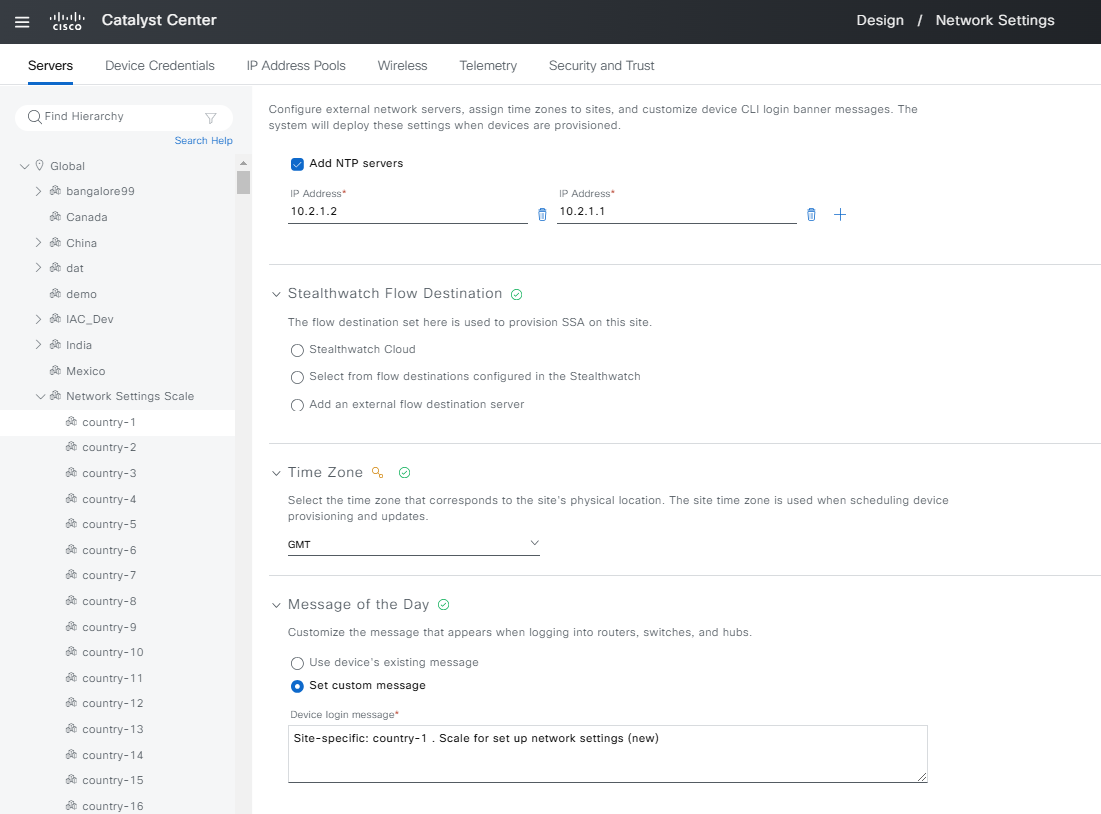 CISCO
Catalyst Center
Design / Network Settings
Servers
Device Credentials
IP Address Pools
Wireless
Telemetry
Security and Trust
Find Hierarchy
Search Help
Global
bangalore99
Canada
China
dat
demo
IAC_Dev
India
Mexico
Network Settings Scale
country-1
country-2
country-3
country-4
country-5
country-6
country-7
country-8
country-9
country-10
country-11
country-12
country-13
country-14
country-15
country-16
Configure external network servers, assign time zones to sites, and customize device CLI login banner messages. The
system will deploy these settings when devices are provisioned.
Add NTP servers
IP Address* IP Address*
10.2.1.2 10.2.1.1
Stealthwatch Flow Destination
The flow destination set here is used to provision SSA on this site.
Stealthwatch Cloud
Select from flow destinations configured in the Stealthwatch
Add an external flow destination server
Time Zone
Select the time zone that corresponds to the site's physical location. The site time zone is used when scheduling device
provisioning and updates.
GMT
Message of the Day
Customize the message that appears when logging into routers, switches, and hubs.
Use device's existing message
Set custom message
Device login message*
Site-specific: country-1 . Scale for set up network settings (new)